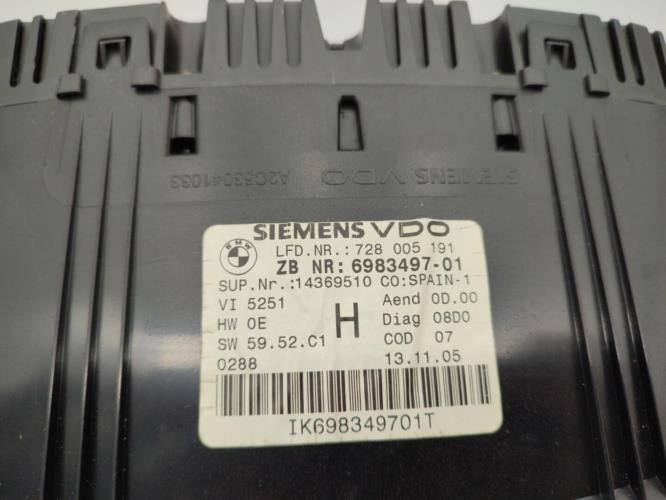 SIEMENS VDO A2C53041033
SIEMENS VDO
BMW
LFD.NR.:728 005 191
ZB NR: 6983497-01
SUP.Nr.:14369510 CO:SPAIN-1
VI 5251 Aend 0D.00
HW 0E H Diag 08D0
SW 59.52.C1 COD 07
0288 13.11.05
IK698349701T